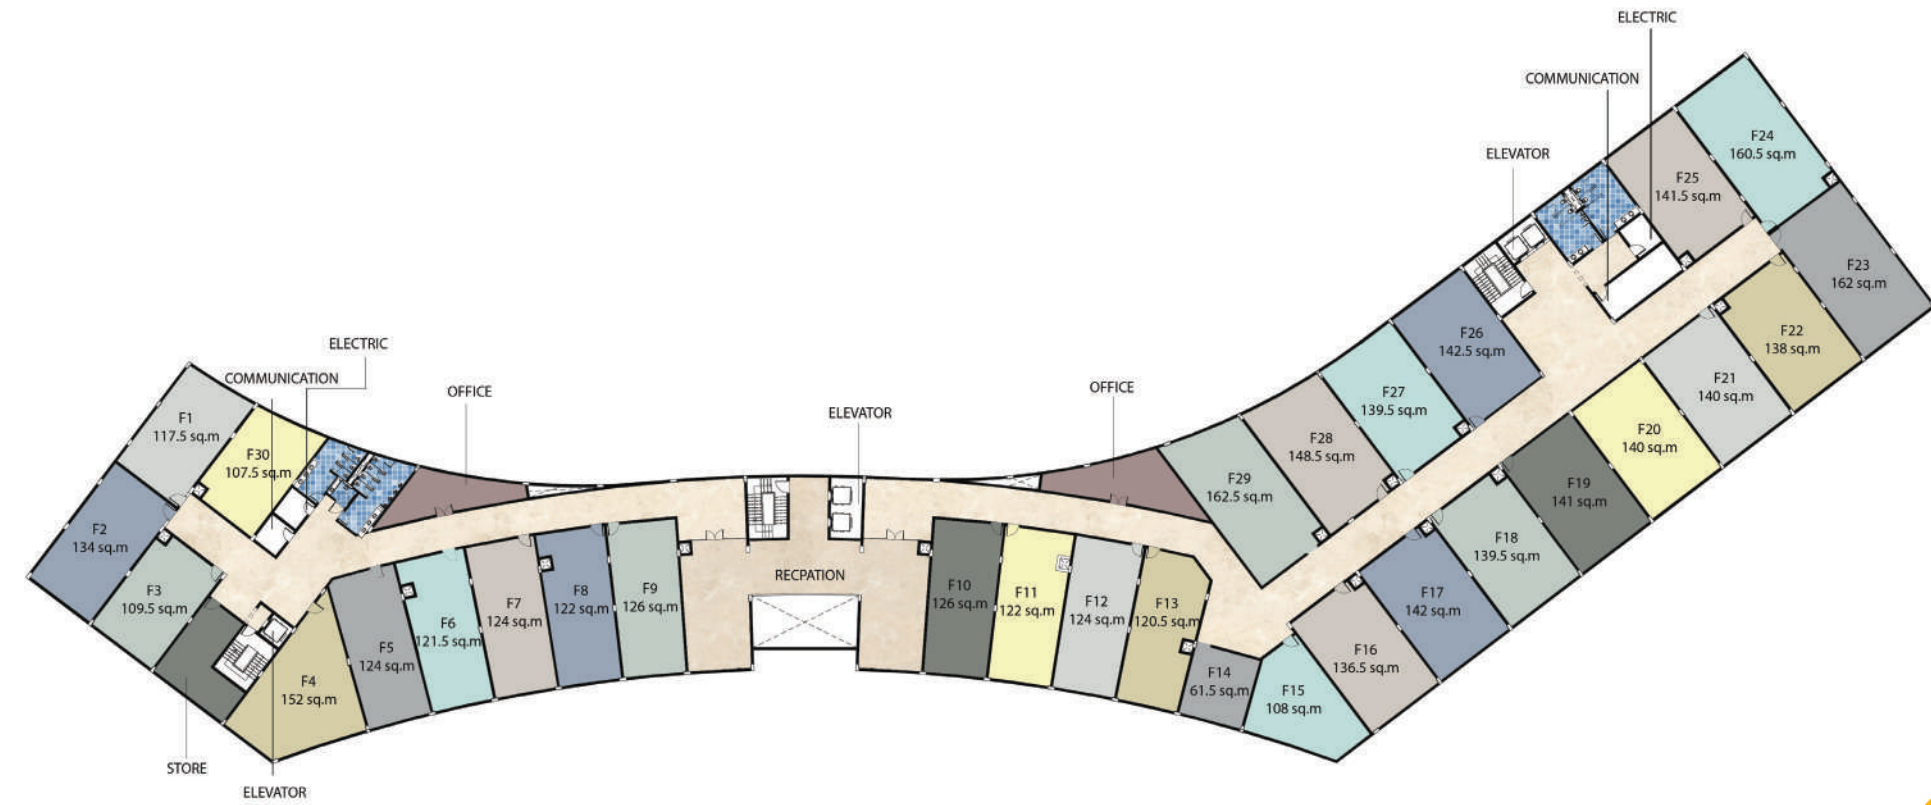 ELECTRIC
COMMUNICATION
ELEVATOR
F24
160.5 sq.m
F25
141.5 sq.m
F23
162 sq.m
F26
142.5 sq.m
F22
138 sq.m
F21
140 sq.m
F27
139.5 sq.m
F20
140 sq.m
F28
148.5 sq.m
F19
141 sq.m
F29
162.5 sq.m
F18
139.5 sq.m
F17
142 sq.m
F16
136.5 sq.m
F15
108 sq.m
F14
61.5 sq.m
F13
120.5 sq.m
F12
124 sq.m
F11
122 sq.m
F10
126 sq.m
OFFICE
ELEVATOR
RECPATION
OFFICE
ELECTRIC
COMMUNICATION
F1
117.5 sq.m
F30
107.5 sq.m
F2
134 sq.m
F3
109.5 sq.m
F4
152 sq.m
F5
124 sq.m
F6
121.5 sq.m
F7
124 sq.m
F8
122 sq.m
F9
126 sq.m
STORE
ELEVATOR